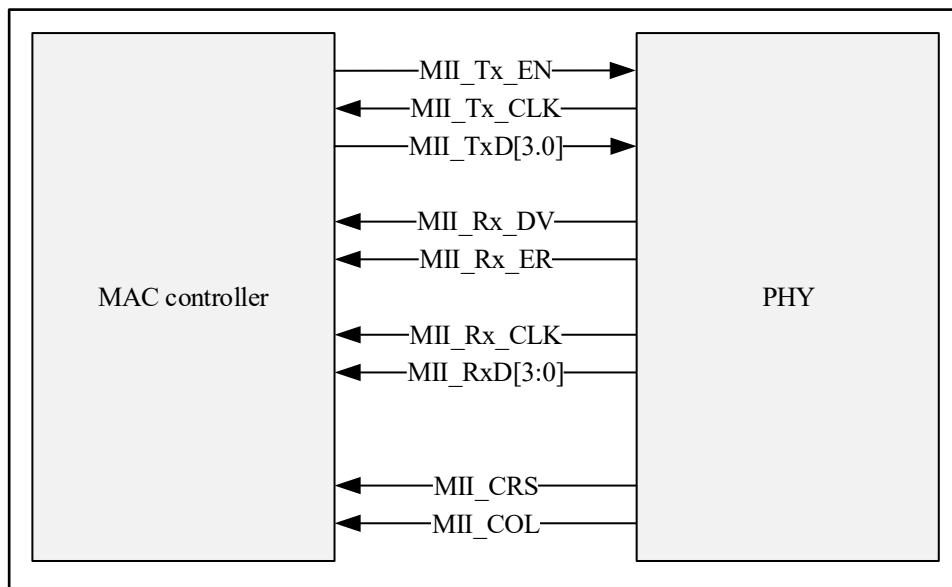 MII_Tx_EN
MII_Tx_CLK
MII_TxD[3.0]
MII_Rx_DV
MII_Rx_ER
MAC controller
PHY
MII_Rx_CLK
MII_RxD[3:0]
MII_CRS
MII_COL